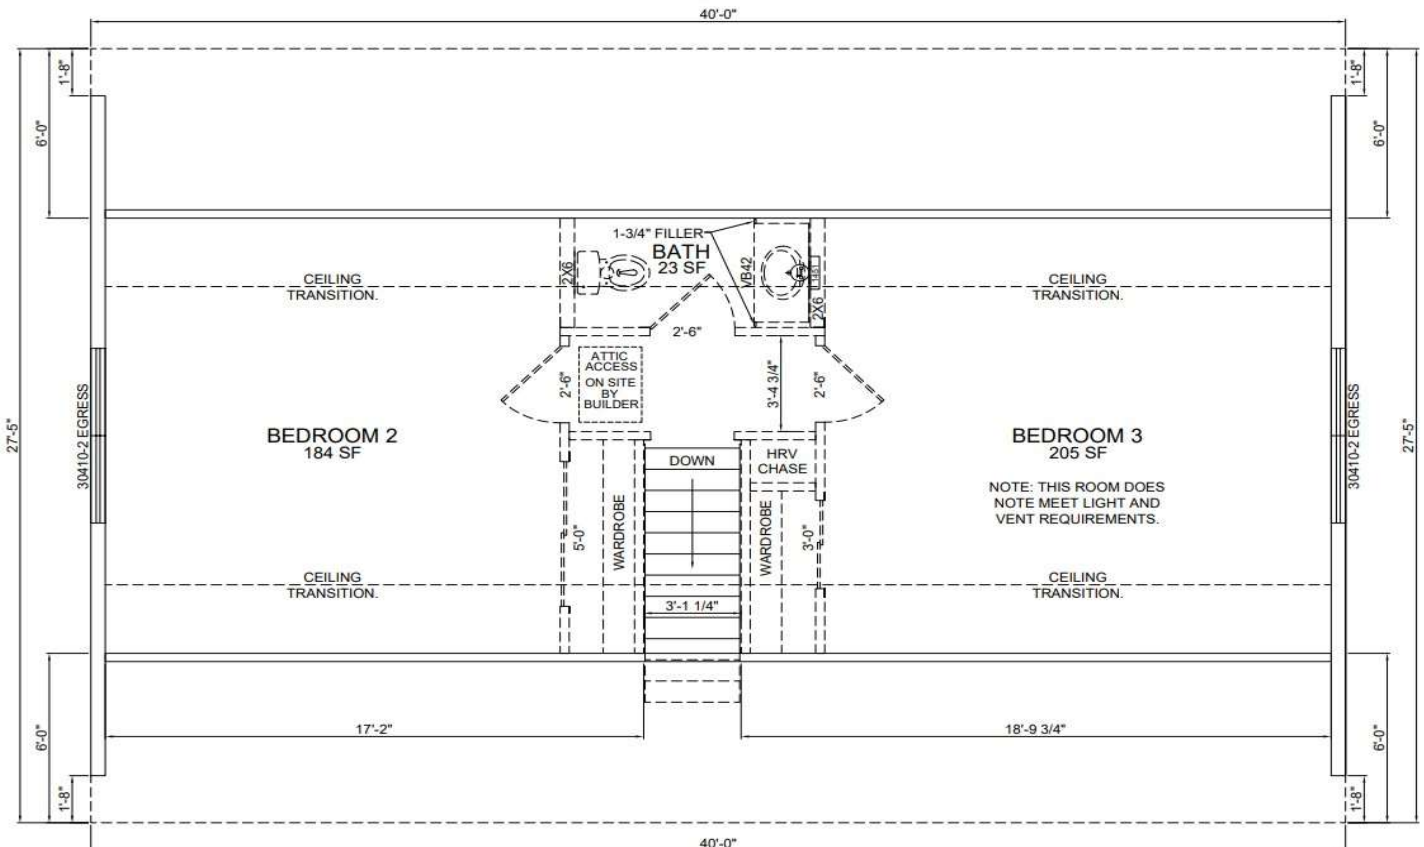 40'-0"
1'-8"
1'-8"
6'-0"
6'-0"
1-3/4" FILLER
BATH
23 SF
2X6
VB42
2X6
CEILING
TRANSITION.
CEILING
TRANSITION.
2'-6"
ATTIC
ACCESS
ON SITE
BY
BUILDER
2'-6"
3'-4 3/4"
2'-6"
30410-2 EGRESS
30410-2 EGRESS
27'-5"
27'-5"
BEDROOM 2
184 SF
BEDROOM 3
205 SF
DOWN
HRV
CHASE
NOTE: THIS ROOM DOES
NOTE MEET LIGHT AND
VENT REQUIREMENTS.
5'-0"
WARDROBE
WARDROBE
3'-0"
CEILING
TRANSITION.
CEILING
TRANSITION.
3'-1 1/4"
17'-2"
18'-9 3/4"
6'-0"
6'-0"
1'-8"
1'-8"
40'-0"